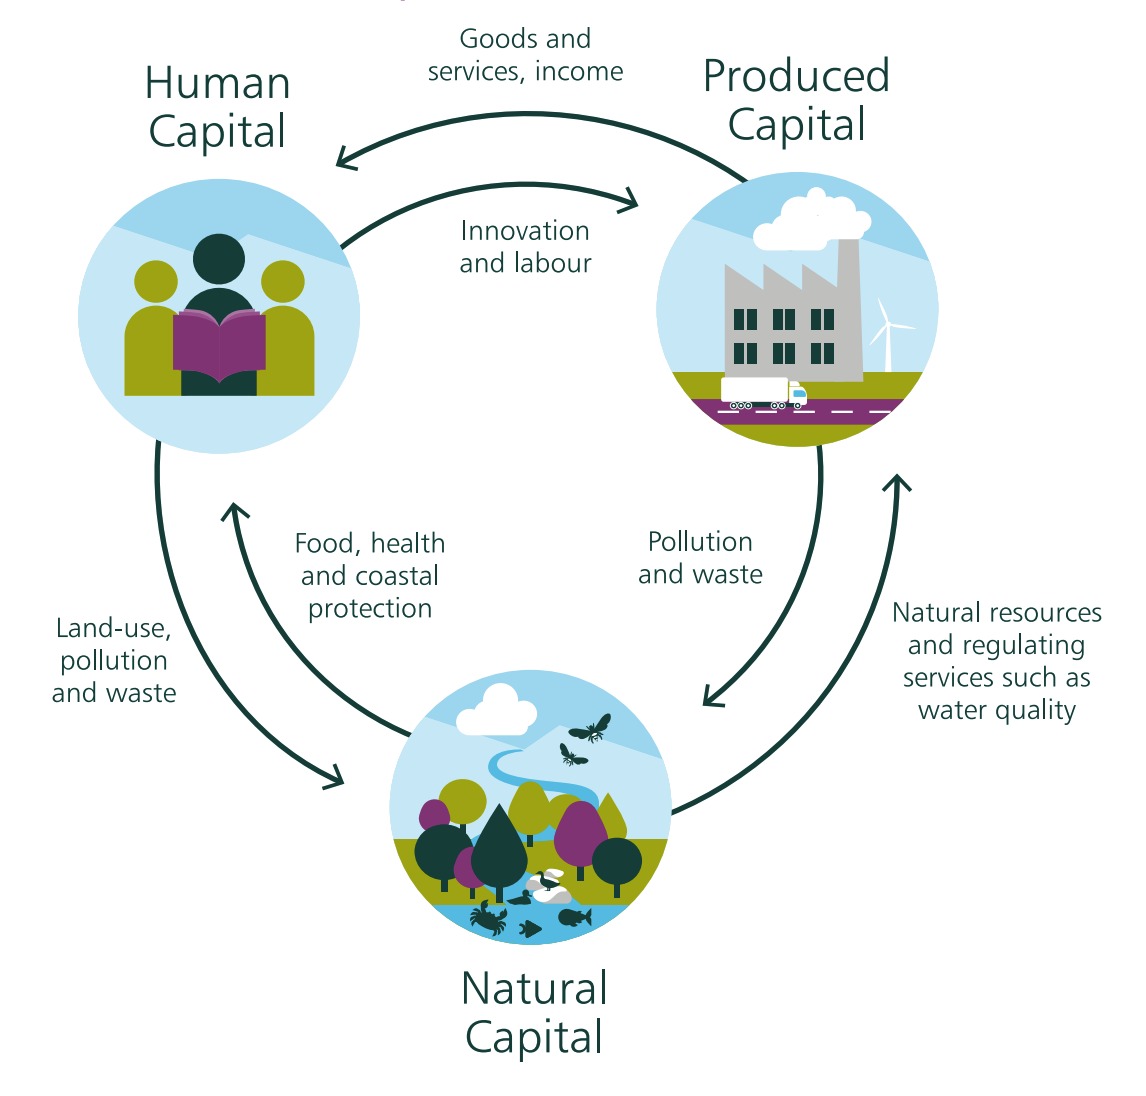 Goods and
services, income
Human
Capital
Produced
Capital
Innovation
and labour
Food, health
and coastal
protection
Pollution
and waste
Land-use,
pollution
and waste
Natural resources
and regulating
services such as
water quality
Natural
Capital